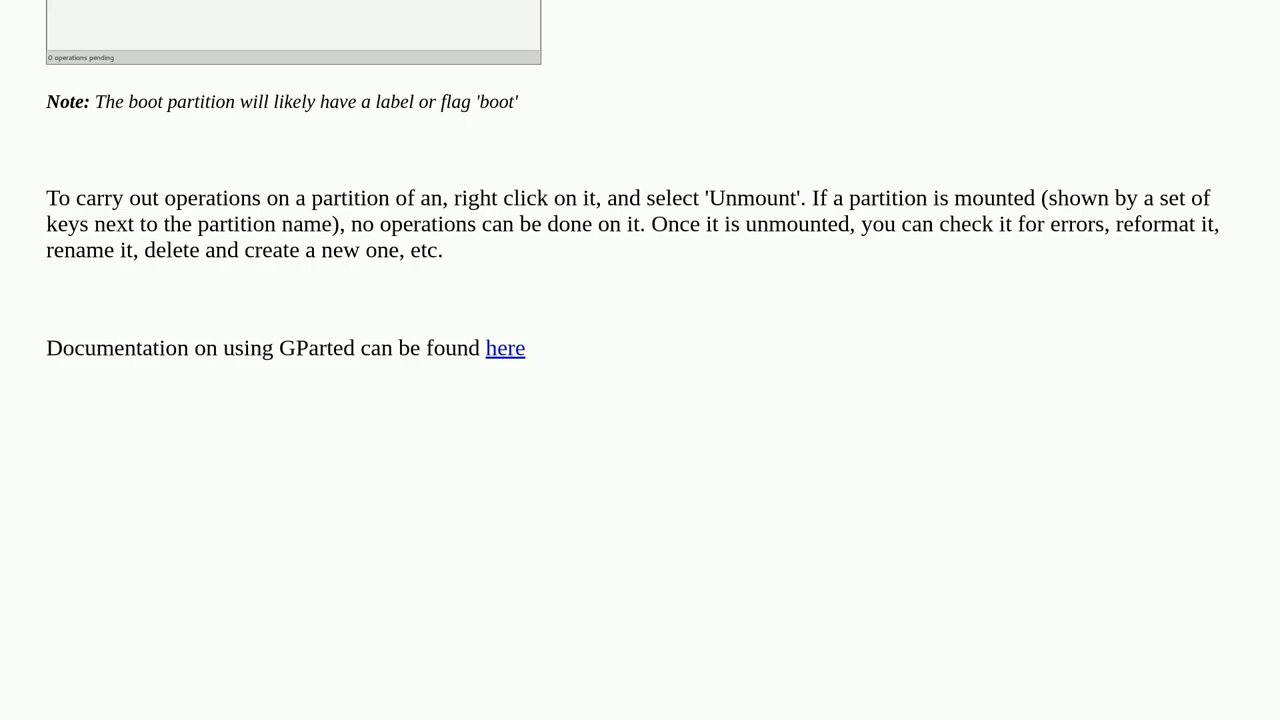 0 operations pending
Note: The boot partition will likely have a label or flag 'boot'
To carry out operations on a partition of an, right click on it, and select 'Unmount'. If a partition is mounted (shown by a set of
keys next to the partition name), no operations can be done on it. Once it is unmounted, you can check it for errors, reformat it,
rename it, delete and create a new one, etc.
Documentation on using GParted can be found here